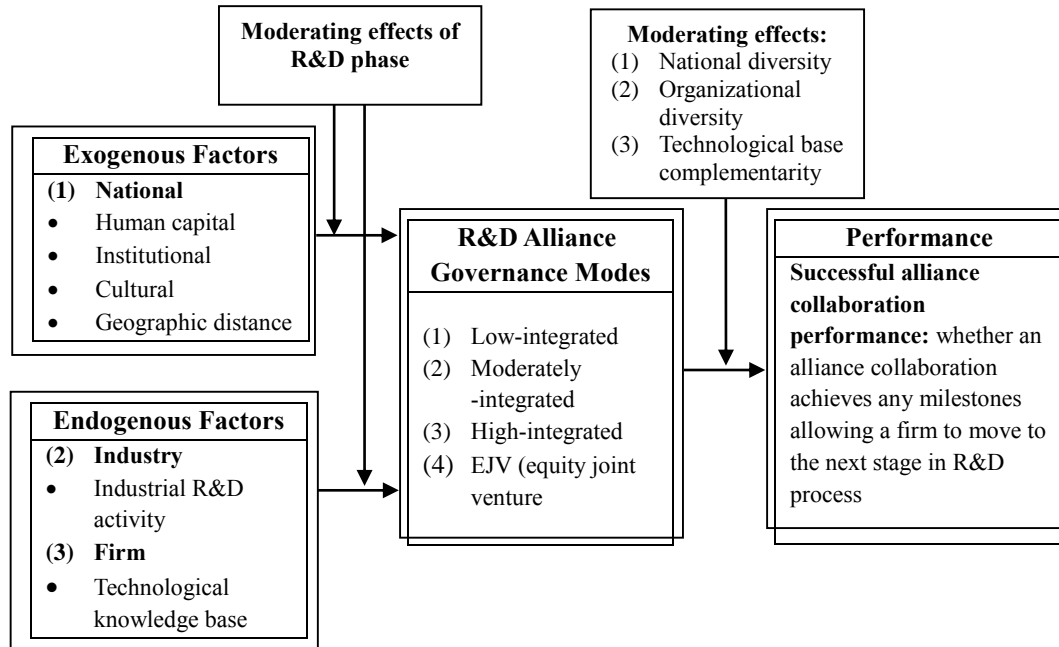 Moderating effects of
R&D phase
Moderating effects:
(1) National diversity
(2) Organizational
diversity
(3) Technological base
complementarity
Exogenous Factors
(1) National
• Human capital
• Institutional
• Cultural
• Geographic distance
Endogenous Factors
(2) Industry
• Industrial R&D
activity
(3) Firm
• Technological
knowledge base
R&D Alliance
Governance Modes
(1) Low-integrated
(2) Moderately
-integrated
(3) High-integrated
(4) EJV (equity joint
venture
Performance
Successful alliance
collaboration
performance: whether an
alliance collaboration
achieves any milestones
allowing a firm to move to
the next stage in R&D
process